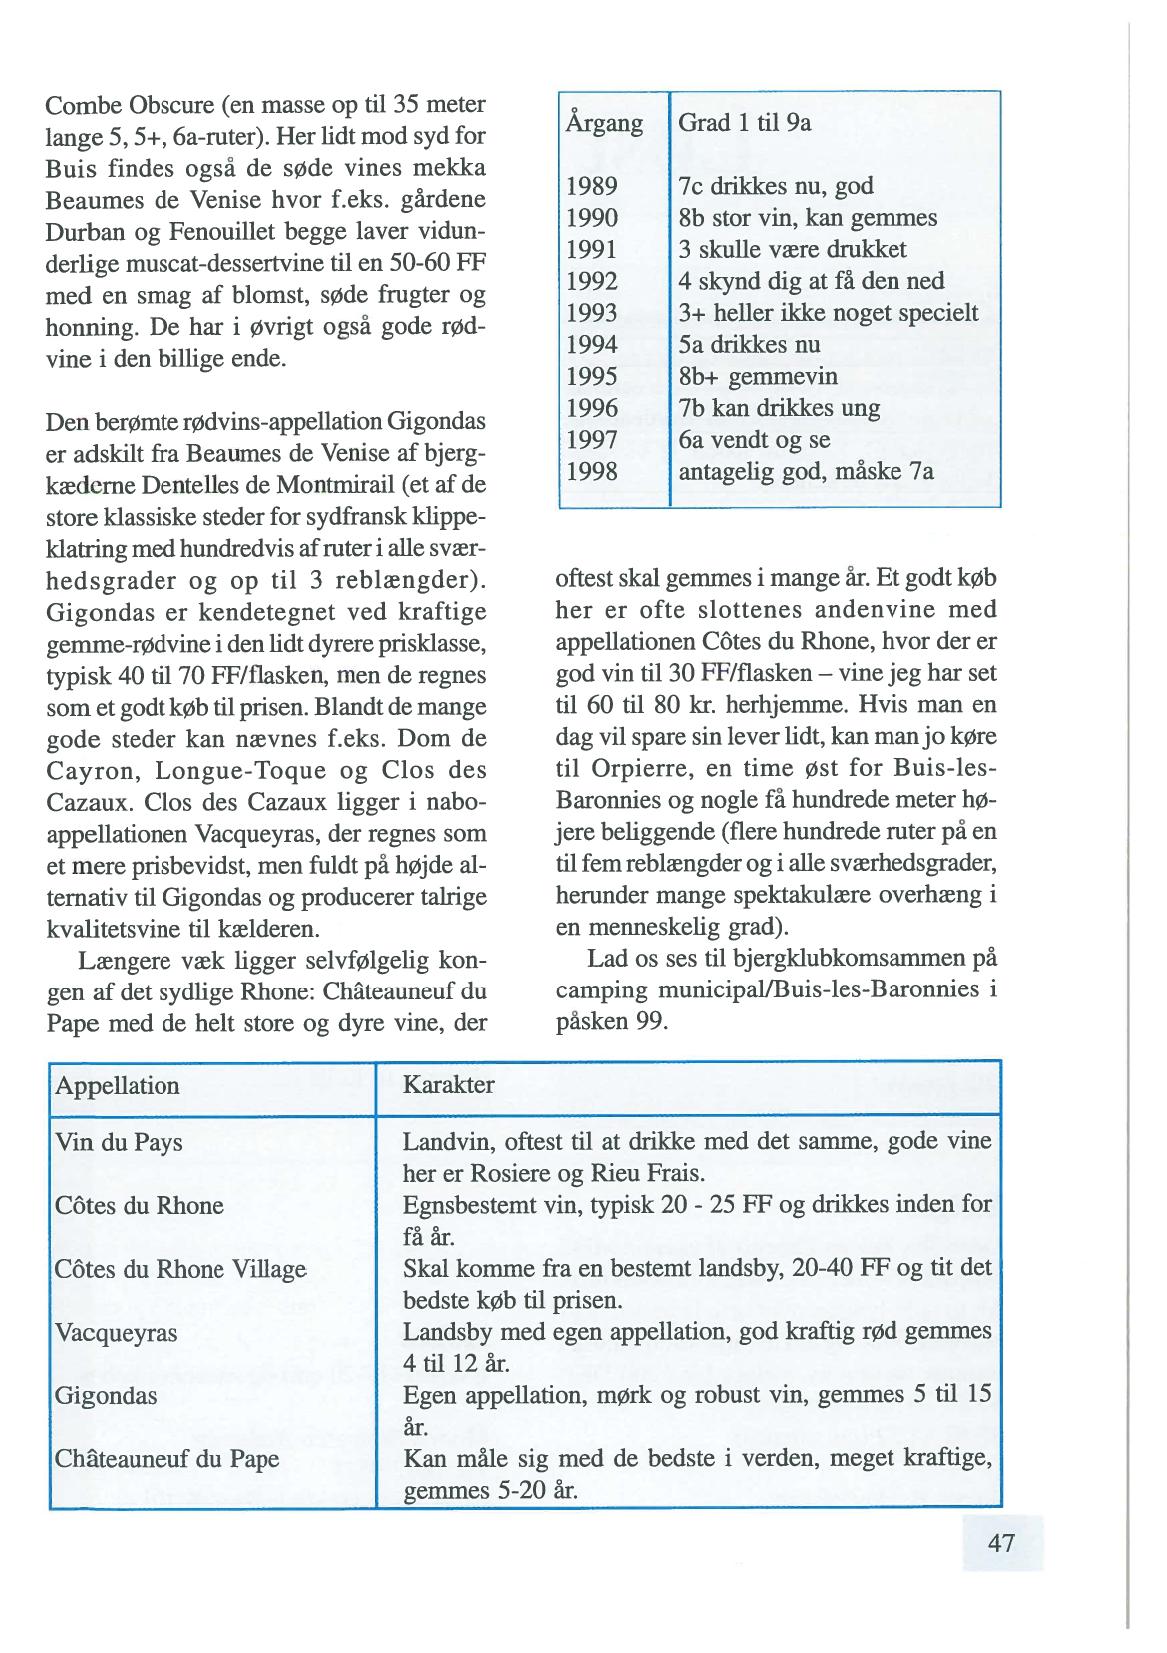 Combe Obscure (en masse op til 35 meter
lange 5, 5+, 6a-ruter). Her lidt mod syd for
Buis findes også de søde vines mekka
Beaumes de Venise hvor f.eks. gårdene
Durban og Fenouillet begge laver vidun-
derlige muscat-dessertvine til en 50-60 FF
med en smag af blomst, søde frugter og
honning. De har i øvrigt også gode rød-
vine i den billige ende.
Den berømte rødvins-appellation Gigondas
er adskilt fra Beaumes de Venise af bjerg-
kæderne Dentelles de Montmirail (et af de
store klassiske steder for sydfransk klippe-
klatring med hundredvis af ruter i alle svær-
hedsgrader og op til 3 reblængder).
Gigondas er kendetegnet ved kraftige
gemme-rødvine i den lidt dyrere prisklasse,
typisk 40 til 70 FF/flasken, men de regnes
som et godt køb til prisen. Blandt de mange
gode steder kan nævnes f.eks. Dom de
Cayron, Longue-Toque og Clos des
Cazaux. Clos des Cazaux ligger i nabo-
appellationen Vacqueyras, der regnes som
et mere prisbevidst, men fuldt på højde al-
ternativ til Gigondas og producerer talrige
kvalitetsvine til kælderen.
Længere væk ligger selvfølgelig kon-
gen af det sydlige Rhone: Châteauneuf du
Pape med de helt store og dyre vine, der
Årgang Grad 1 til 9a
1989 7c drikkes nu, god
1990 8b stor vin, kan gemmes
1991 3 skulle være drukket
1992 4 skynd dig at få den ned
1993 3+ heller ikke noget specielt
1994 5a drikkes nu
1995 8b+ gemmevin
1996 7b kan drikkes ung
1997 6a vendt og se
1998 antagelig god, måske 7a
oftest skal gemmes i mange år. Et godt køb
her er ofte slottenes andenvine med
appellationen Côtes du Rhone, hvor der er
god vin til 30 FF/flasken – vine jeg har set
til 60 til 80 kr. herhjemme. Hvis man en
dag vil spare sin lever lidt, kan man jo køre
til Orpierre, en time øst for Buis-les-
Baronnies og nogle få hundrede meter hø-
jere beliggende (flere hundrede ruter på en
til fem reblængder og i alle sværhedsgrader,
herunder mange spektakulære overhæng i
en menneskelig grad).
Lad os ses til bjergklubkomsammen på
camping municipal/Buis-les-Baronnies i
påsken 99.
Appellation Karakter
Vin du Pays Landvin, oftest til at drikke med det samme, gode vine
her er Rosiere og Rieu Frais.
Côtes du Rhone Egnsbestemt vin, typisk 20 - 25 FF og drikkes inden for
få år.
Côtes du Rhone Village Skal komme fra en bestemt landsby, 20-40 FF og tit det
bedste køb til prisen.
Vacqueyras Landsby med egen appellation, god kraftig rød gemmes
4 til 12 år.
Gigondas Egen appellation, mørk og robust vin, gemmes 5 til 15
år.
Châteauneuf du Pape Kan måle sig med de bedste i verden, meget kraftige,
gemmes 5-20 år.
47